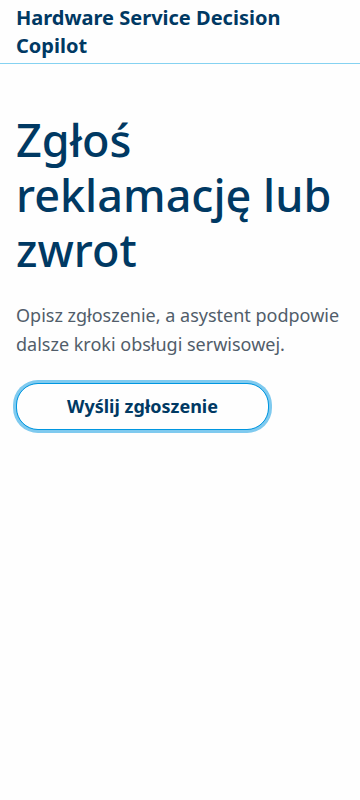 Hardware Service Decision
Copilot
Zgłoś
reklamację lub
zwrot
Opisz zgłoszenie, a asystent podpowie
dalsze kroki obsługi serwisowej.
Wyślij zgłoszenie